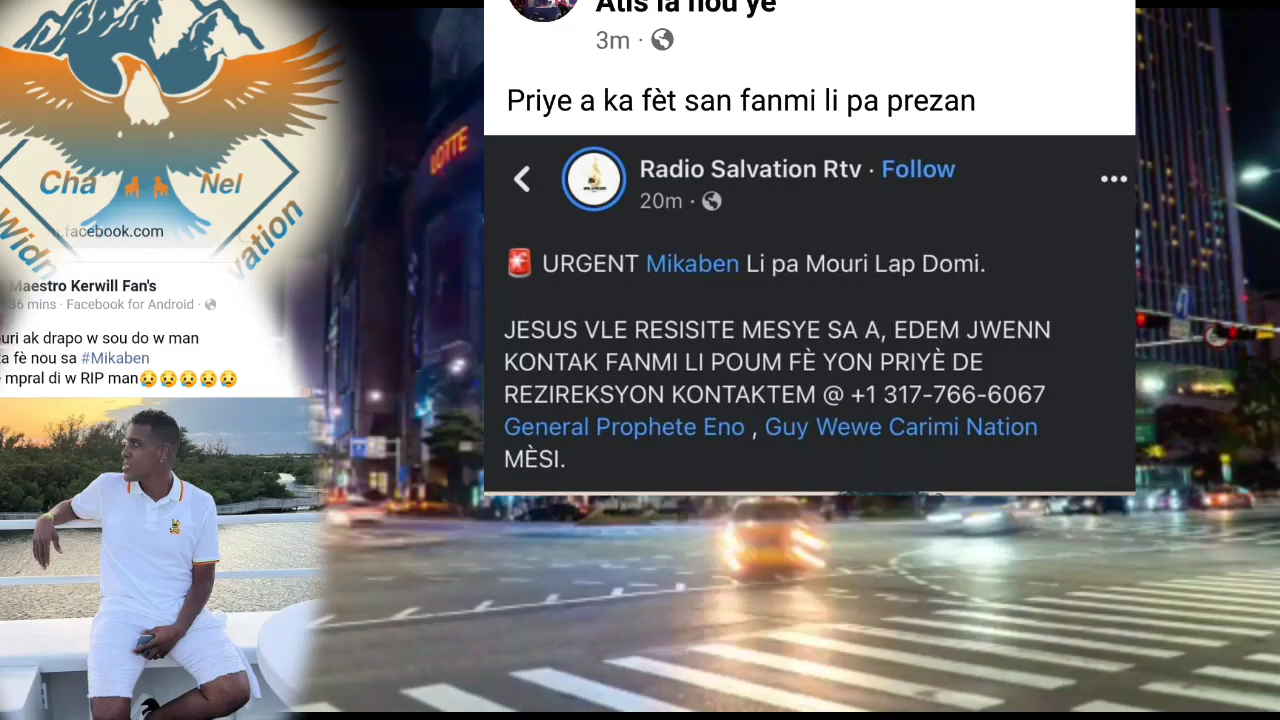 Cha Nel
facebook.com
Maestro Kerwill Fan's
36 mins · Facebook for Android ·
ak drapo w sou do w man
fè nou sa #Mikaben
mpral di w RIP man😢😢😢😢😢
LOTTE
Atis la nou ye
3m ·
Priye a ka fèt san fanmi li pa prezan
Radio Salvation Rtv · Follow
20m ·
🚨 URGENT Mikaben Li pa Mouri Lap Domi.
JESUS VLE RESISITE MESYE SA A, EDEM JWENN
KONTAK FANMI LI POUM FÈ YON PRIYÈ DE
REZIREKSYON KONTAKTEM @ +1 317-766-6067
General Prophete Eno , Guy Wewe Carimi Nation
MÈSI.